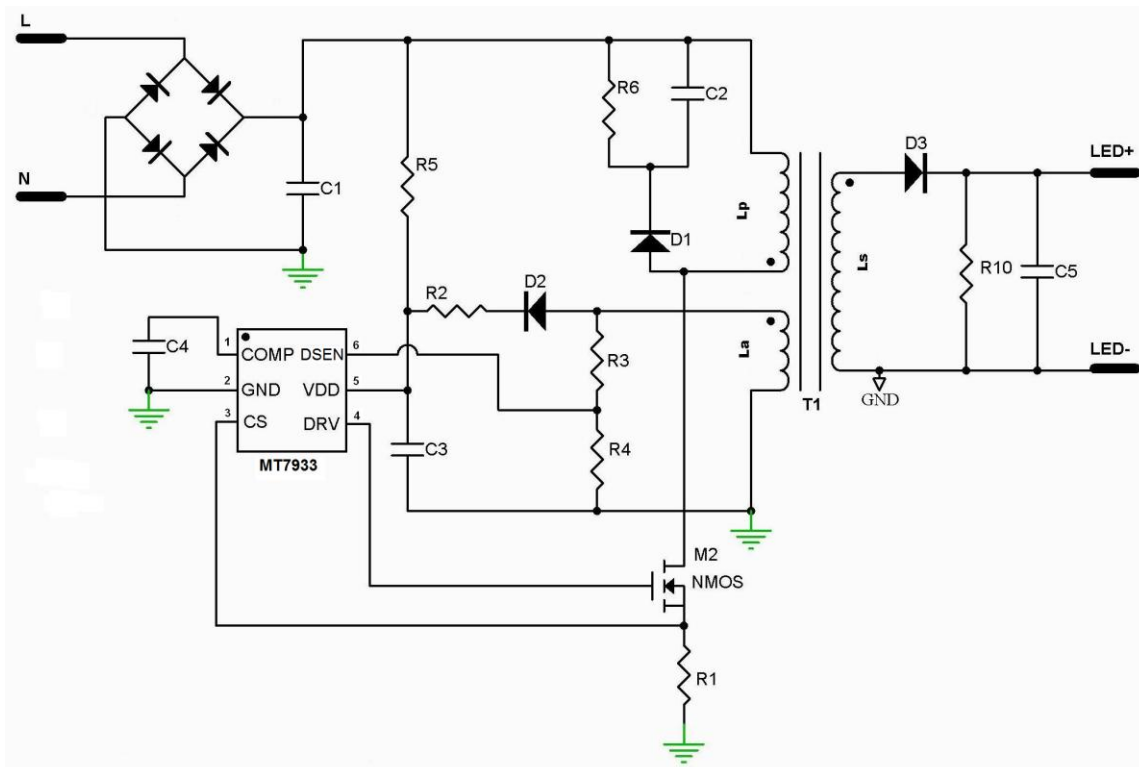 L
N
C1
R5
R6
C2
D1
Lp
Ls
La
T1
D3
LED+
R10
C5
LED-
GND
R2
D2
R3
R4
C3
C4
1 COMP DSEN 6
2 GND VDD 5
3 CS DRV 4
MT7933
M2
NMOS
R1